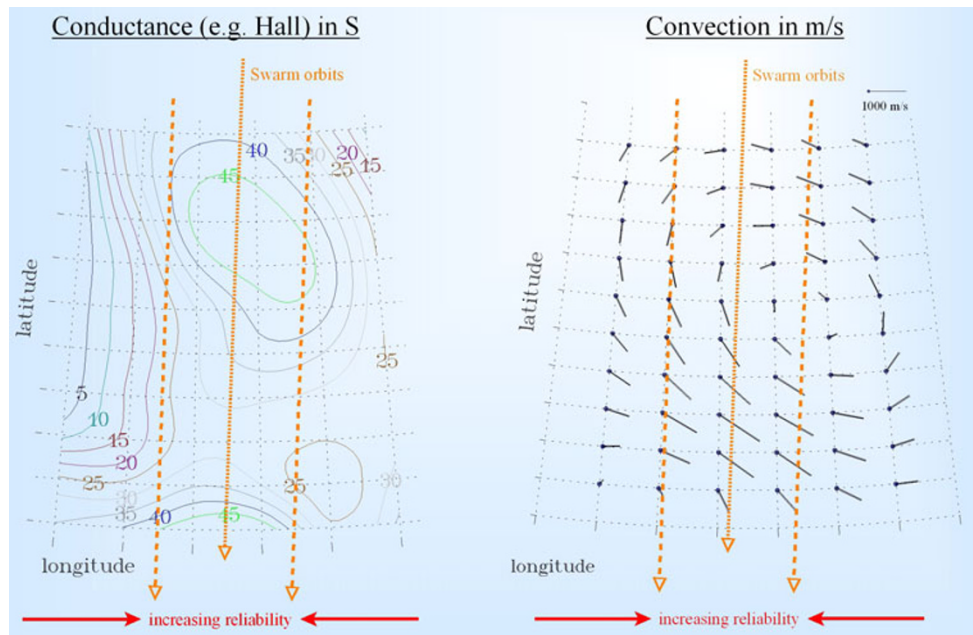 Conductance (e.g. Hall) in S
Swarm orbits
40
35
30
20
15
25
45
25
5
10
15
20
25
30
35
40
45
25
30
latitude
longitude
increasing reliability
Convection in m/s
Swarm orbits
1000 m/s
latitude
longitude
increasing reliability